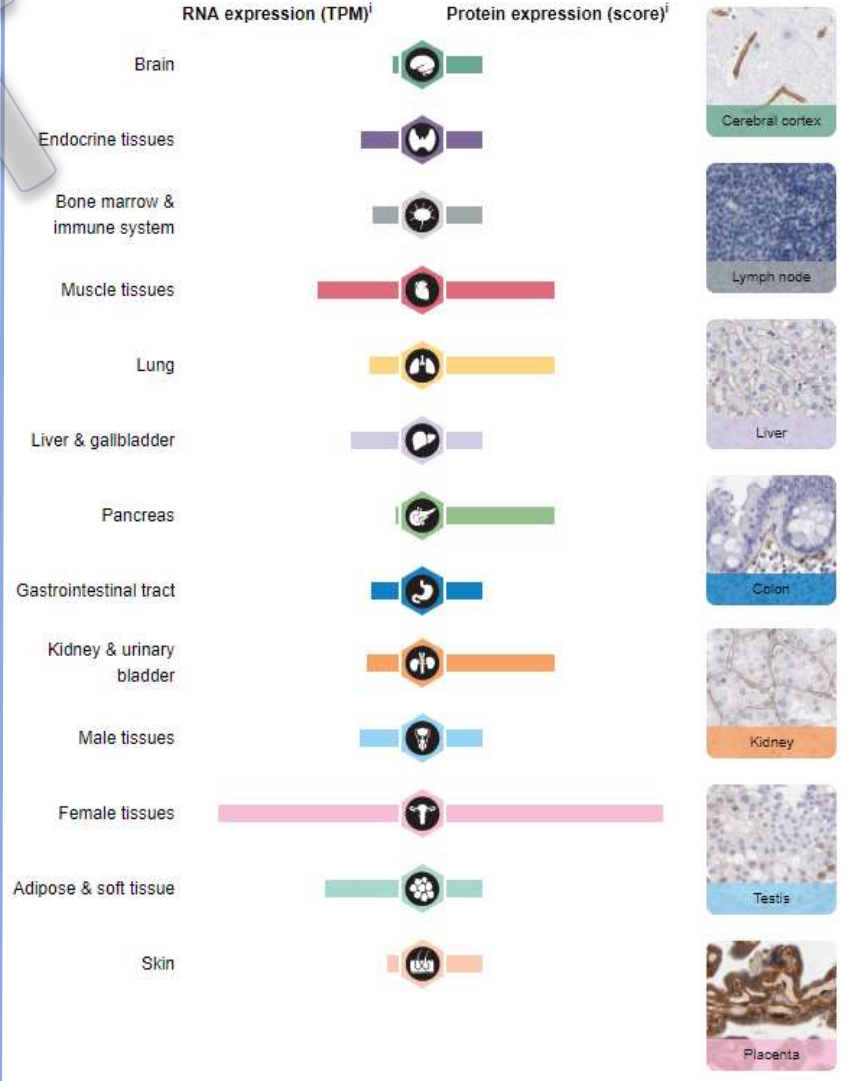 RNA expression (TPM)i
Protein expression (score)i
Brain
Endocrine tissues
Bone marrow &
immune system
Muscle tissues
Lung
Liver & gallbladder
Pancreas
Gastrointestinal tract
Kidney & urinary
bladder
Male tissues
Female tissues
Adipose & soft tissue
Skin
Cerebral cortex
Lymph node
Liver
Colon
Kidney
Testis
Placenta